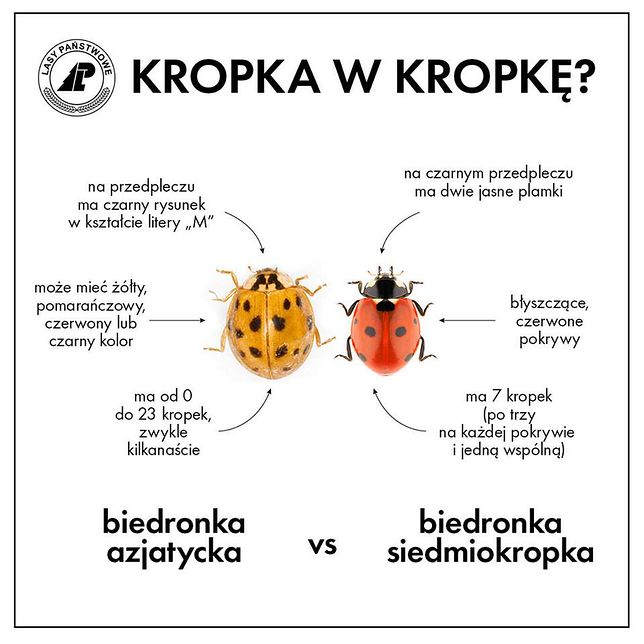 LASY PAŃSTWOWE
KROPKA W KROPKĘ?
na przedpleczu
ma czarny rysunek
w kształcie litery „M”
na czarnym przedpleczu
ma dwie jasne plamki
może mieć żółty,
pomarańczowy,
czerwony lub
czarny kolor
błyszczące,
czerwone
pokrywy
ma od 0
do 23 kropek,
zwykle
kilkanaście
ma 7 kropek
(po trzy
na każdej pokrywie
i jedną wspólną)
biedronka
azjatycka
vs
biedronka
siedmiokropka